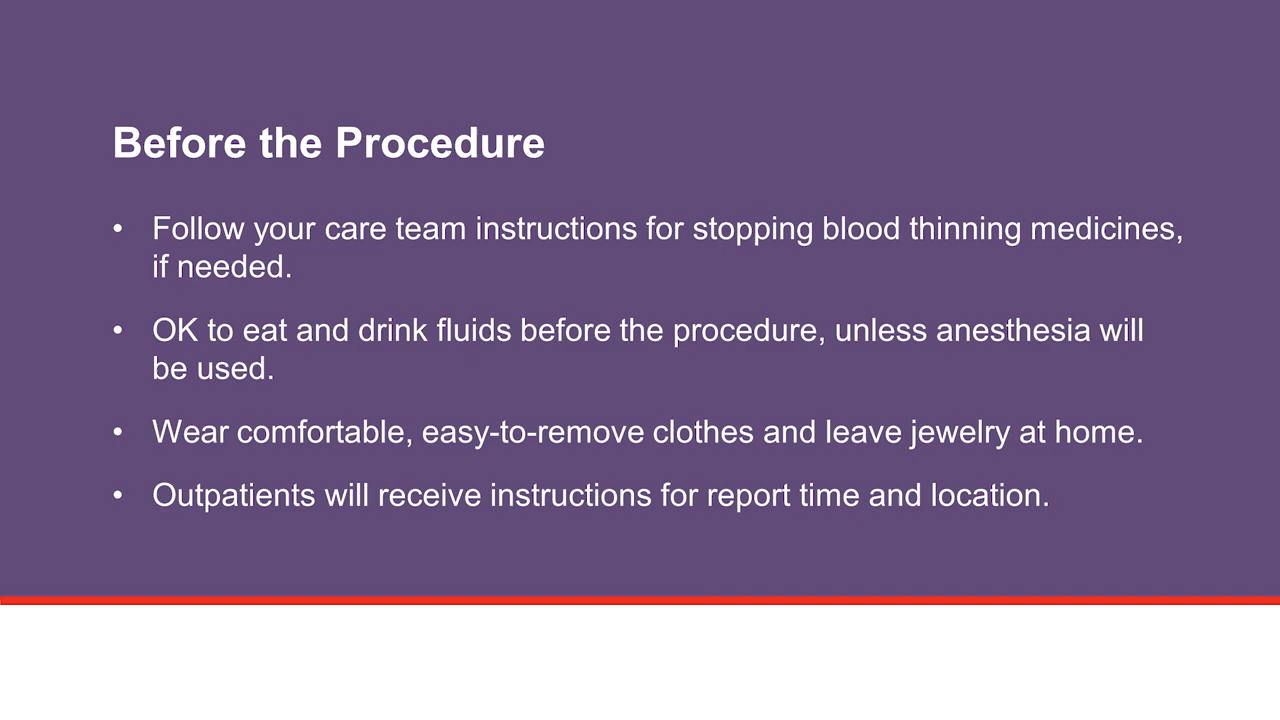 Before the Procedure
• Follow your care team instructions for stopping blood thinning medicines,
if needed.
• OK to eat and drink fluids before the procedure, unless anesthesia will
be used.
• Wear comfortable, easy-to-remove clothes and leave jewelry at home.
• Outpatients will receive instructions for report time and location.